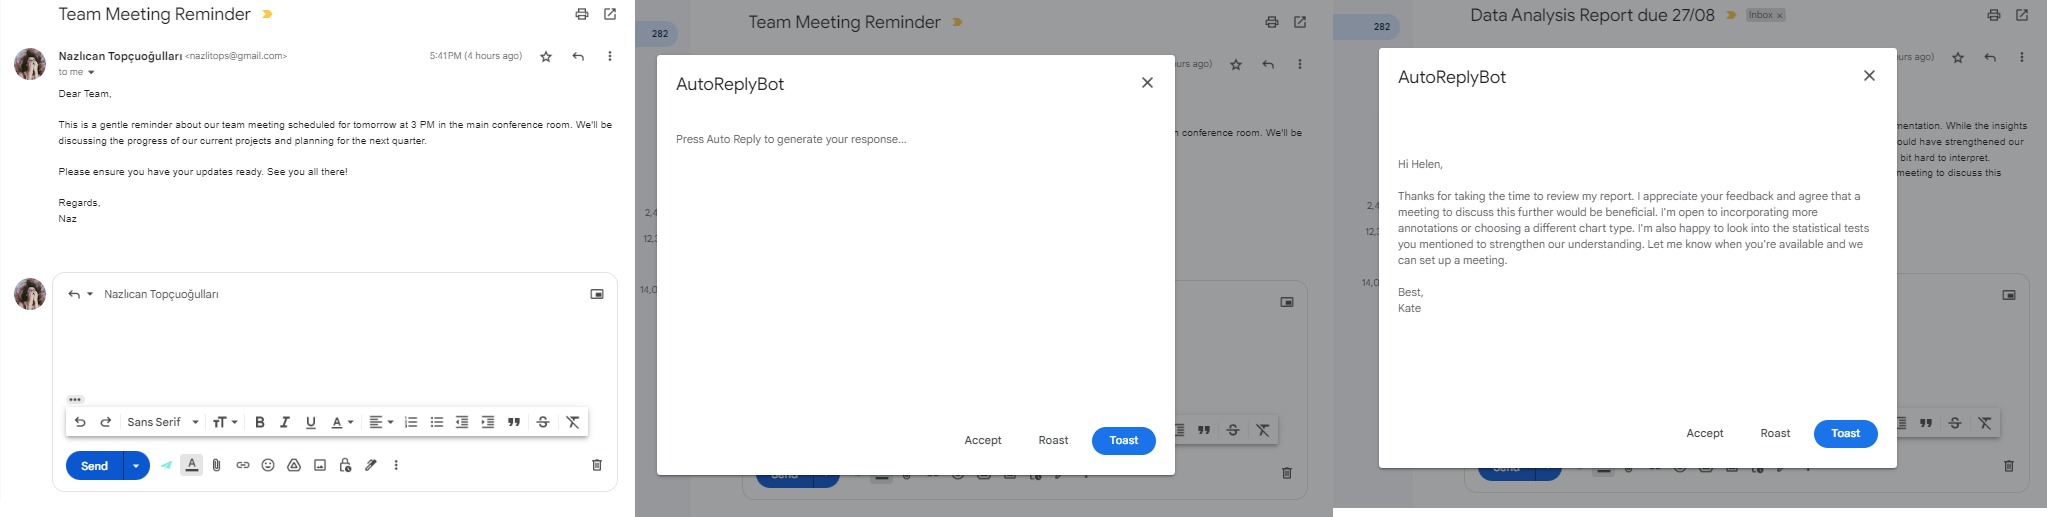 Team Meeting Reminder
Nazlıcan Topçuoğulları <nazlitops@gmail.com>
5:41 PM (4 hours ago)
to me
Dear Team,
This is a gentle reminder about our team meeting scheduled for tomorrow at 3 PM in the main conference room. We'll be
discussing the progress of our current projects and planning for the next quarter.
Please ensure you have your updates ready. See you all there!
Regards,
Naz
Nazlıcan Topçuoğulları
Sans Serif
Send
282
Team Meeting Reminder
urs ago)
AutoReplyBot
Press Auto Reply to generate your response...
conference room. We'll be
2,4
12,3
14,0
Accept
Roast
Toast
Send
282
Data Analysis Report due 27/08
Inbox ×
urs ago)
AutoReplyBot
mentation. While the insights
ould have strengthened our
bit hard to interpret.
meeting to discuss this
Hi Helen,
Thanks for taking the time to review my report. I appreciate your feedback and agree that a
meeting to discuss this further would be beneficial. I'm open to incorporating more
annotations or choosing a different chart type. I'm also happy to look into the statistical tests
you mentioned to strengthen our understanding. Let me know when you're available and we
can set up a meeting.
Best,
Kate
2,4
12,3
14,0
Accept
Roast
Toast